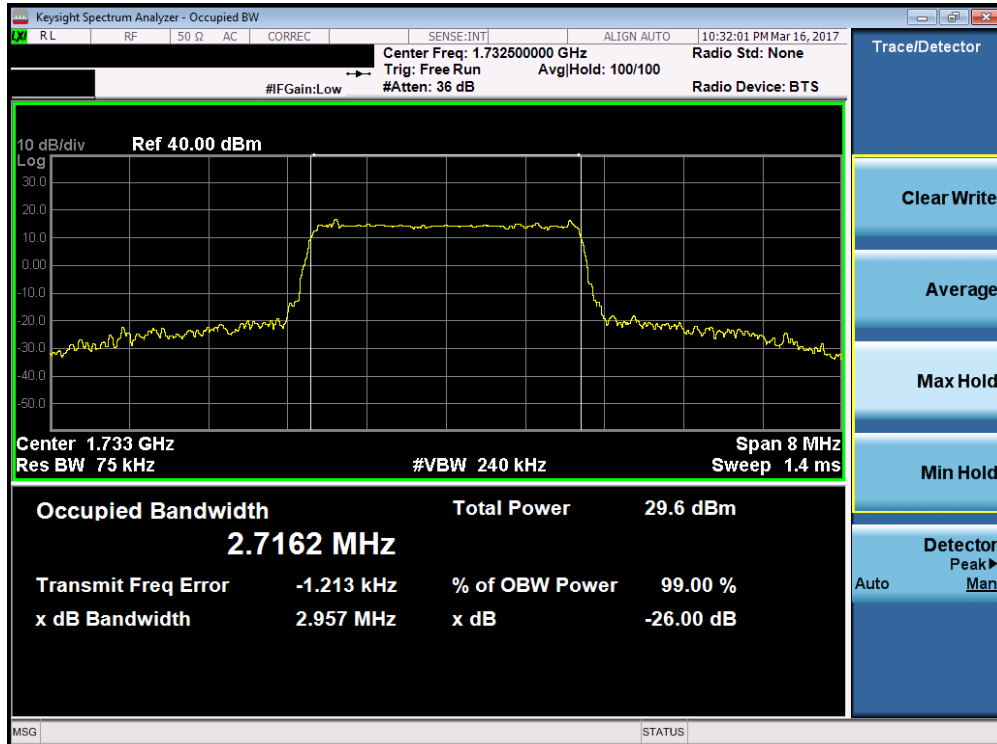 Keysight Spectrum Analyzer - Occupied BW
LXI RL RF 50 Ω AC CORREC SENSE:INT ALIGN AUTO 10:32:01 PM Mar 16, 2017
Center Freq: 1.732500000 GHz Radio Std: None
Trig: Free Run Avg|Hold: 100/100
#IFGain:Low #Atten: 36 dB Radio Device: BTS
10 dB/div Ref 40.00 dBm
Log
30.0
20.0
10.0
0.00
-10.0
-20.0
-30.0
-40.0
-50.0
Center 1.733 GHz Span 8 MHz
Res BW 75 kHz #VBW 240 kHz Sweep 1.4 ms
Occupied Bandwidth Total Power 29.6 dBm
2.7162 MHz
Transmit Freq Error -1.213 kHz % of OBW Power 99.00 %
x dB Bandwidth 2.957 MHz x dB -26.00 dB
MSG STATUS
Trace/Detector
Clear Write
Average
Max Hold
Min Hold
Detector
Peak▶
Auto Man